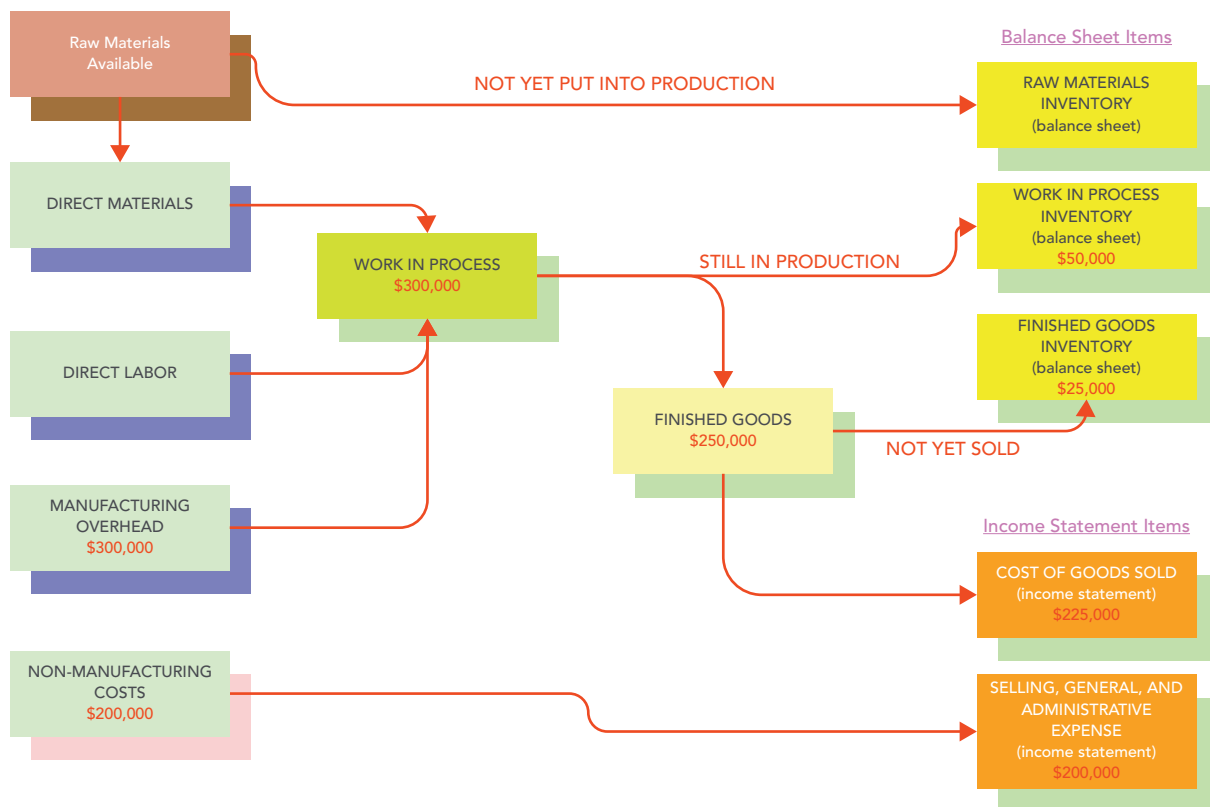 Raw Materials
Available
Balance Sheet Items
NOT YET PUT INTO PRODUCTION
RAW MATERIALS
INVENTORY
(balance sheet)
DIRECT MATERIALS
WORK IN PROCESS
INVENTORY
(balance sheet)
$50,000
WORK IN PROCESS
$300,000
STILL IN PRODUCTION
FINISHED GOODS
INVENTORY
(balance sheet)
$25,000
DIRECT LABOR
FINISHED GOODS
$250,000
NOT YET SOLD
MANUFACTURING
OVERHEAD
$300,000
Income Statement Items
COST OF GOODS SOLD
(income statement)
$225,000
NON-MANUFACTURING
COSTS
$200,000
SELLING, GENERAL, AND
ADMINISTRATIVE
EXPENSE
(income statement)
$200,000